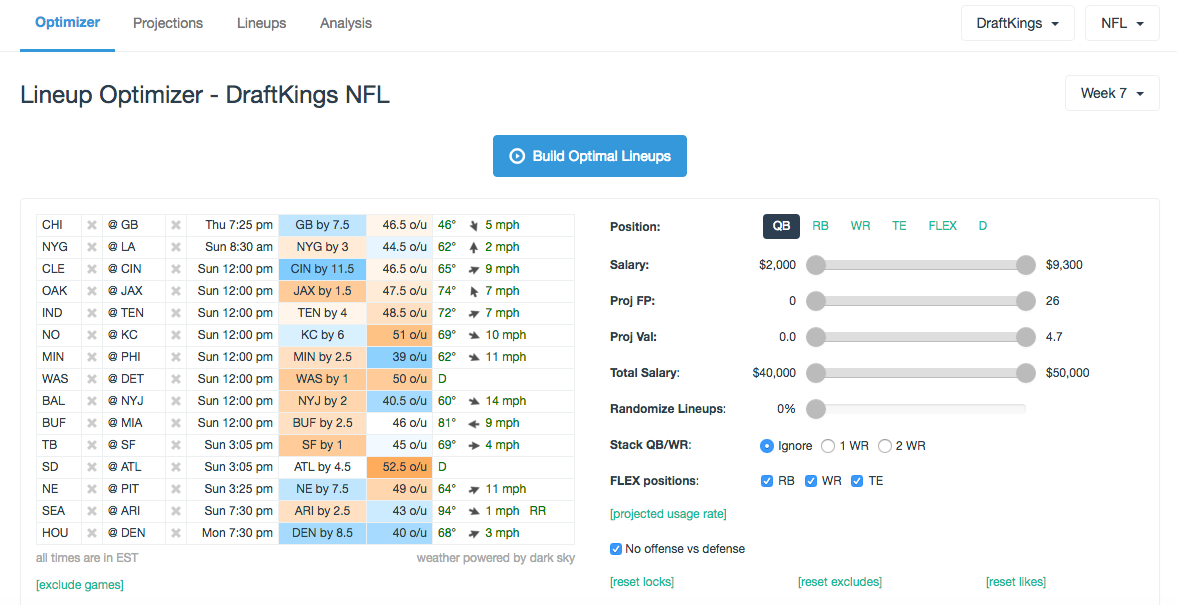 Optimizer Projections Lineups Analysis DraftKings NFL
Lineup Optimizer - DraftKings NFL Week 7
Build Optimal Lineups
CHI @ GB Thu 7:25 pm GB by 7.5 46.5 o/u 46° 5 mph
NYG @ LA Sun 8:30 am NYG by 3 44.5 o/u 62° 2 mph
CLE @ CIN Sun 12:00 pm CIN by 11.5 46.5 o/u 65° 9 mph
OAK @ JAX Sun 12:00 pm JAX by 1.5 47.5 o/u 74° 7 mph
IND @ TEN Sun 12:00 pm TEN by 4 48.5 o/u 72° 7 mph
NO @ KC Sun 12:00 pm KC by 6 51 o/u 69° 10 mph
MIN @ PHI Sun 12:00 pm MIN by 2.5 39 o/u 62° 11 mph
WAS @ DET Sun 12:00 pm WAS by 1 50 o/u D
BAL @ NYJ Sun 12:00 pm NYJ by 2 40.5 o/u 60° 14 mph
BUF @ MIA Sun 12:00 pm BUF by 2.5 46 o/u 81° 9 mph
TB @ SF Sun 3:05 pm SF by 1 45 o/u 69° 4 mph
SD @ ATL Sun 3:05 pm ATL by 4.5 52.5 o/u D
NE @ PIT Sun 3:25 pm NE by 7.5 49 o/u 64° 11 mph
SEA @ ARI Sun 7:30 pm ARI by 2.5 43 o/u 94° 1 mph RR
HOU @ DEN Mon 7:30 pm DEN by 8.5 40 o/u 68° 3 mph
all times are in EST weather powered by dark sky
[exclude games]
Position: QB RB WR TE FLEX D
Salary: $2,000 $9,300
Proj FP: 0 26
Proj Val: 0.0 4.7
Total Salary: $40,000 $50,000
Randomize Lineups: 0%
Stack QB/WR: Ignore 1 WR 2 WR
FLEX positions: RB WR TE
[projected usage rate]
No offense vs defense
[reset locks] [reset excludes] [reset likes]